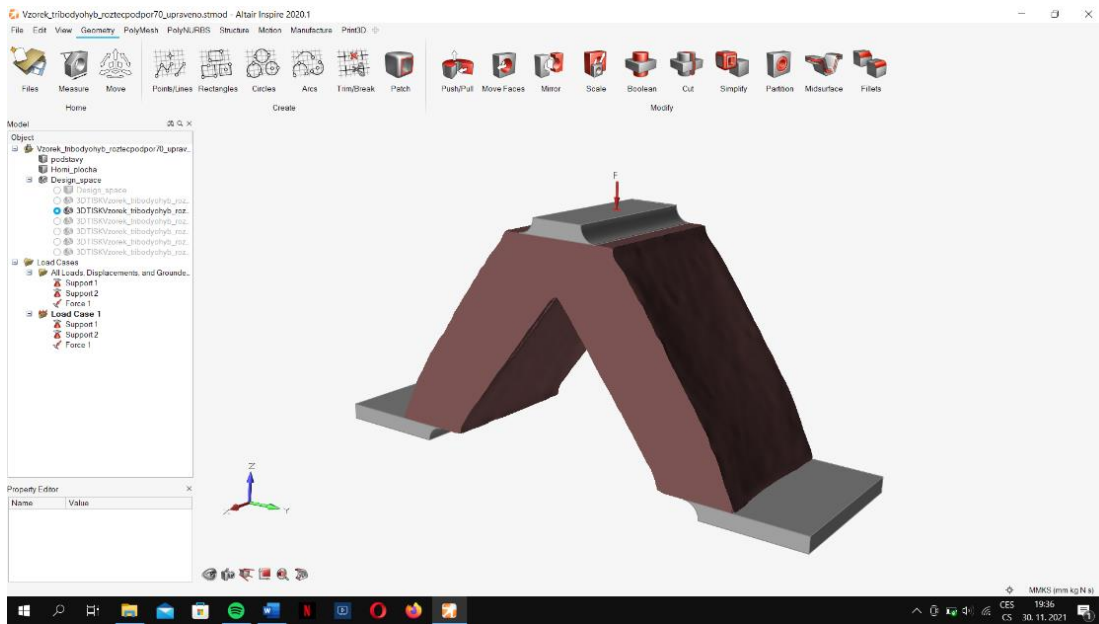 Vzorek_tribodyohyb_roztecpodpor70_upraveno.stmod - Altair Inspire 2020.1
File Edit View Geometry PolyMesh PolyNURBS Structure Motion Manufacture Print3D
Files Measure Move Points/Lines Rectangles Circles Arcs Trim/Break Patch Push/Pull Move Faces Mirror Scale Boolean Cut Simplify Partition Midsurface Fillets
Home Create Modify
Model
Object
Vzorek_tribodyohyb_roztecpodpor70_uprav...
podstavy
Horni_plocha
Design_space
Design_space
3DTISKVzorek_tribodyohyb_roz...
3DTISKVzorek_tribodyohyb_roz...
3DTISKVzorek_tribodyohyb_roz...
3DTISKVzorek_tribodyohyb_roz...
3DTISKVzorek_tribodyohyb_roz...
3DTISKVzorek_tribodyohyb_roz...
Load Cases
All Loads, Displacements, and Grounde...
Support 1
Support 2
Force 1
Load Case 1
Support 1
Support 2
Force 1
F
Z
X
Y
Property Editor
Name Value
MMKS (mm kg N s)
CES 19:36
CS 30. 11. 2021